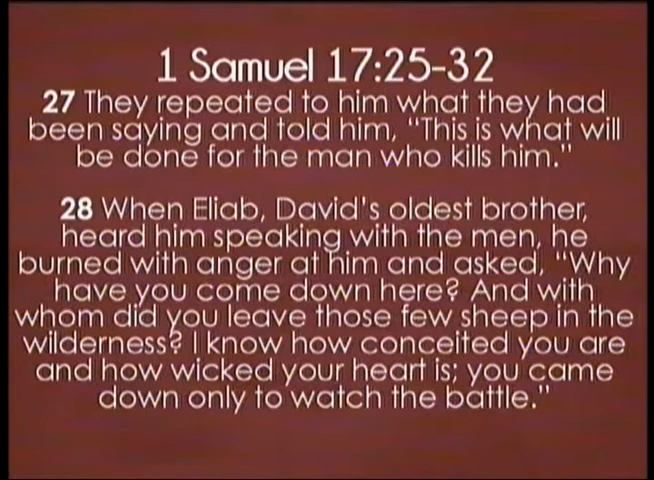 1 Samuel 17:25-32
27 They repeated to him what they had
been saying and told him, “This is what will
be done for the man who kills him.”
28 When Eliab, David's oldest brother,
heard him speaking with the men, he
burned with anger at him and asked, “Why
have you come down here? And with
whom did you leave those few sheep in the
wilderness? I know how conceited you are
and how wicked your heart is; you came
down only to watch the battle.”